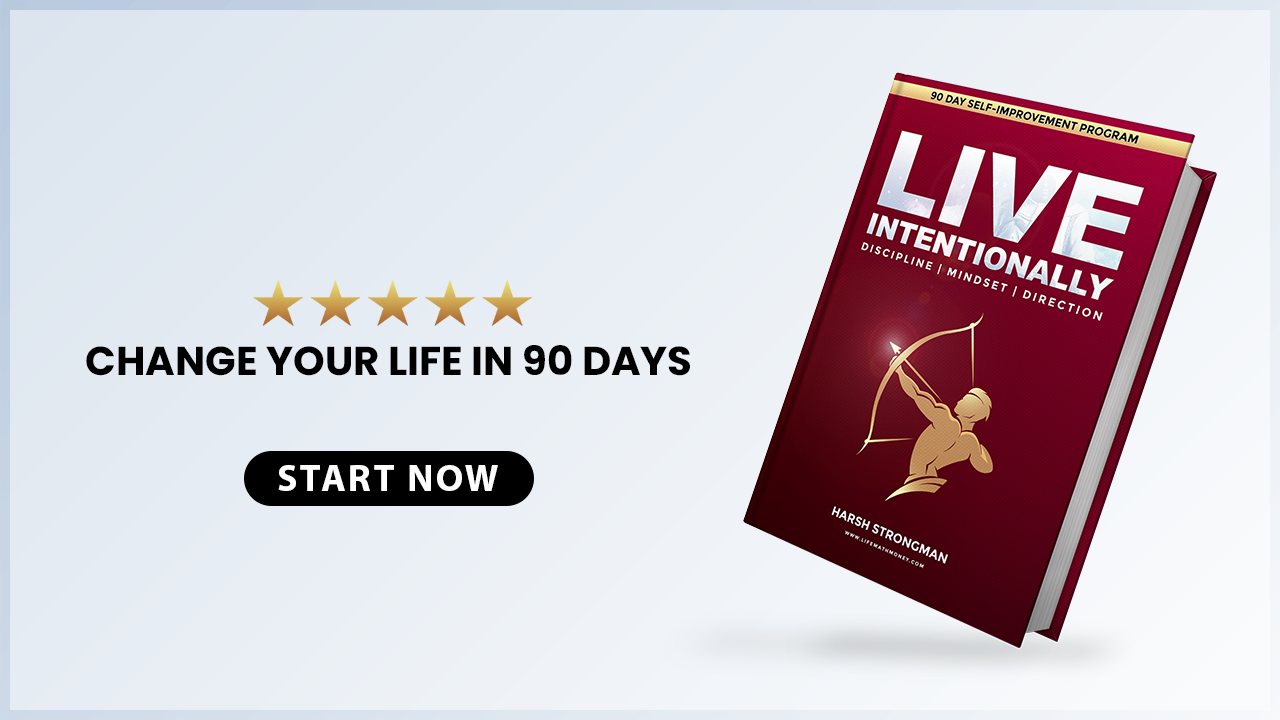 CHANGE YOUR LIFE IN 90 DAYS
START NOW
90 DAY SELF-IMPROVEMENT PROGRAM
LIVE
INTENTIONALLY
DISCIPLINE | MINDSET | DIRECTION
HARSH STRONGMAN
WWW.LIFEMATHMONEY.COM